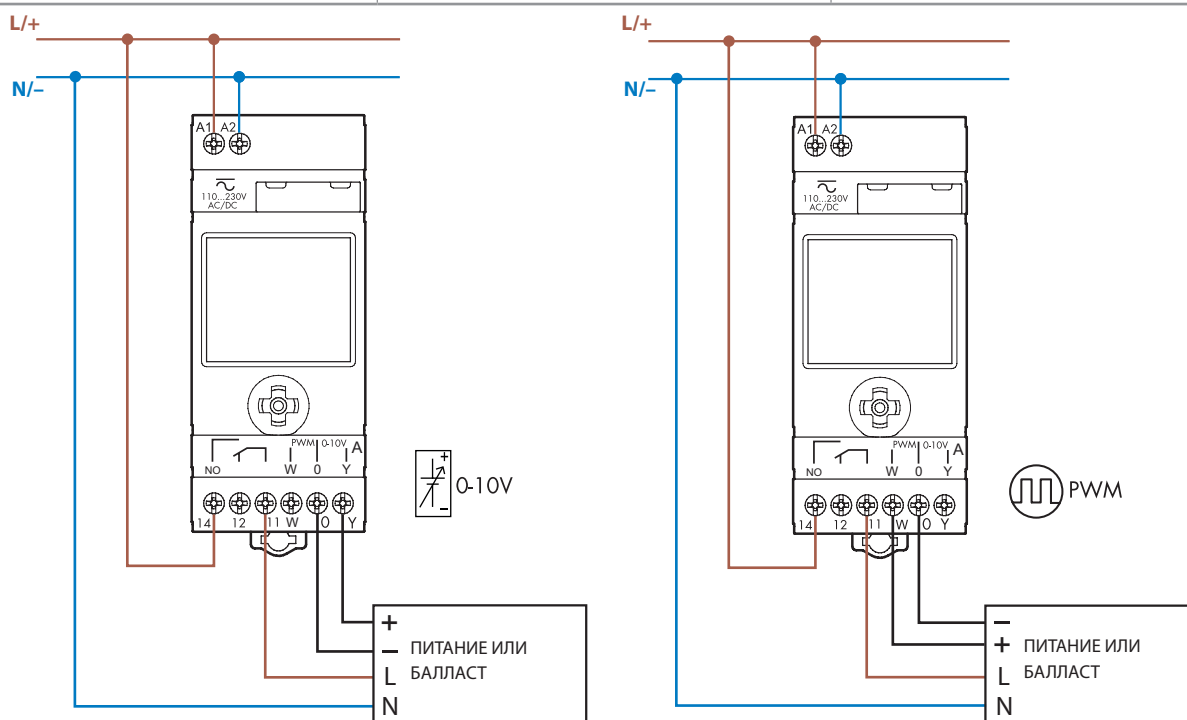 L/+
N/–
A1 A2
110...230V
AC/DC
PWM 0-10V A
NO W 0 Y
14 12 11 W 0 Y
+
–
0-10V
+
–
L
N
ПИТАНИЕ ИЛИ
БАЛЛАСТ
L/+
N/–
A1 A2
110...230V
AC/DC
PWM 0-10V A
NO W 0 Y
14 12 11 W 0 Y
PWM
–
+
L
N
ПИТАНИЕ ИЛИ
БАЛЛАСТ